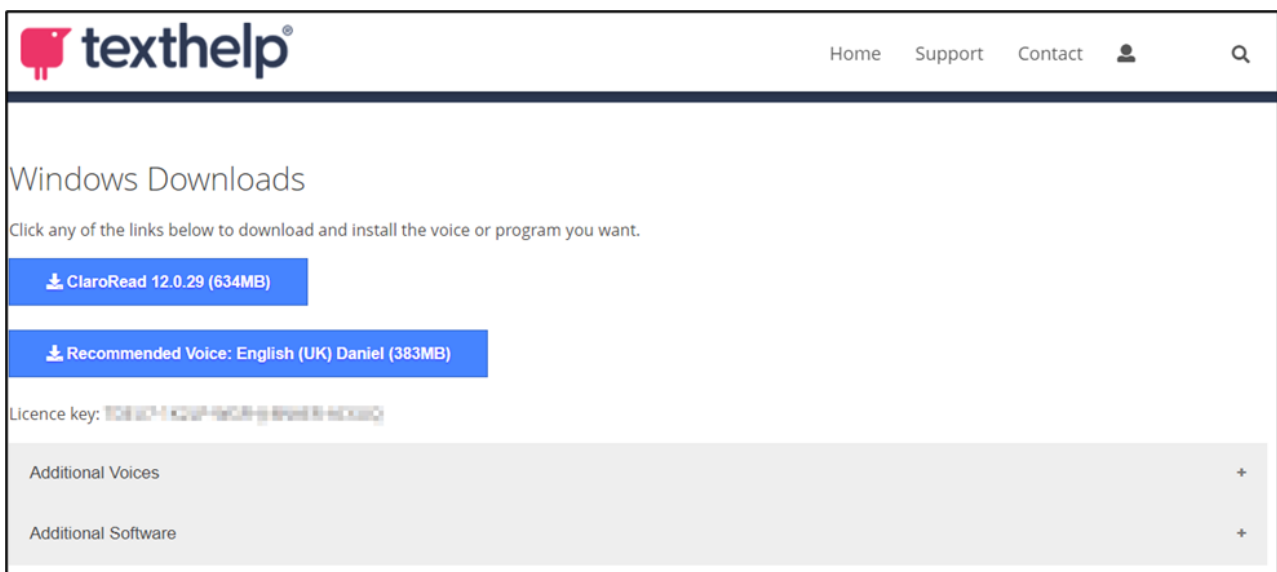 texthelp®
Home Support Contact
Windows Downloads
Click any of the links below to download and install the voice or program you want.
ClaroRead 12.0.29 (634MB)
Recommended Voice: English (UK) Daniel (383MB)
Licence key:
Additional Voices +
Additional Software +